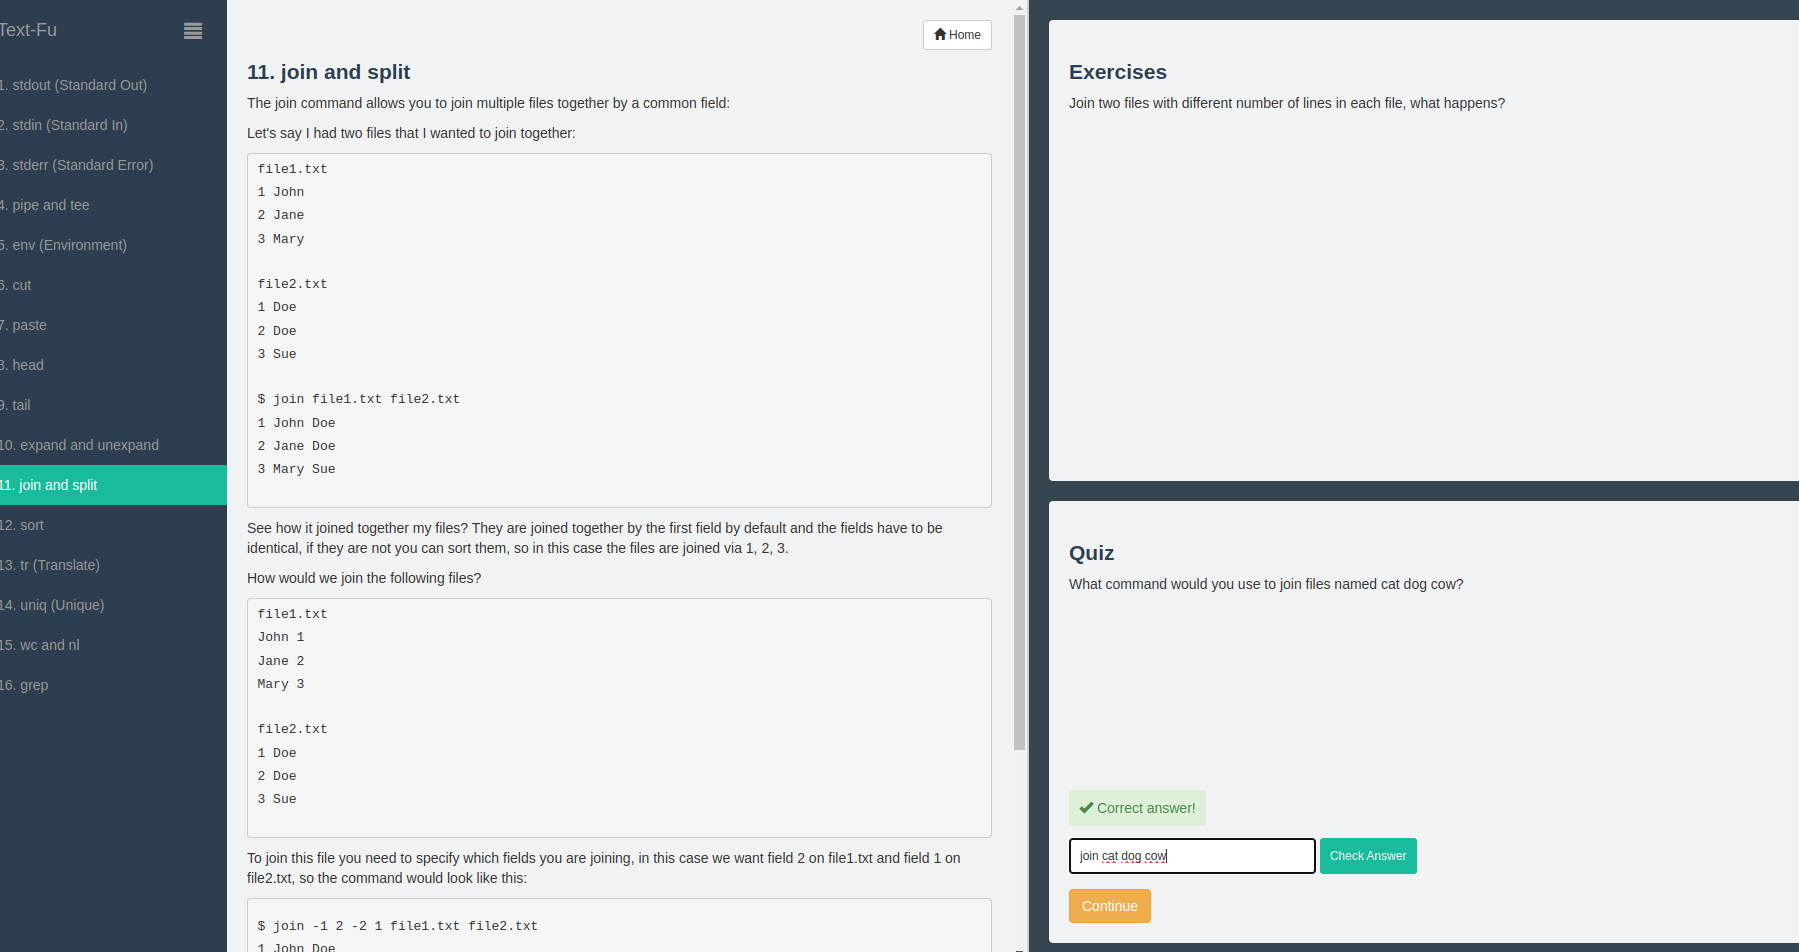 Text-Fu
1. stdout (Standard Out)
2. stdin (Standard In)
3. stderr (Standard Error)
4. pipe and tee
5. env (Environment)
6. cut
7. paste
8. head
9. tail
10. expand and unexpand
11. join and split
12. sort
13. tr (Translate)
14. uniq (Unique)
15. wc and nl
16. grep
Home
11. join and split
The join command allows you to join multiple files together by a common field:
Let's say I had two files that I wanted to join together:
file1.txt
1 John
2 Jane
3 Mary
file2.txt
1 Doe
2 Doe
3 Sue
$ join file1.txt file2.txt
1 John Doe
2 Jane Doe
3 Mary Sue
See how it joined together my files? They are joined together by the first field by default and the fields have to be
identical, if they are not you can sort them, so in this case the files are joined via 1, 2, 3.
How would we join the following files?
file1.txt
John 1
Jane 2
Mary 3
file2.txt
1 Doe
2 Doe
3 Sue
To join this file you need to specify which fields you are joining, in this case we want field 2 on file1.txt and field 1 on
file2.txt, so the command would look like this:
$ join -1 2 -2 1 file1.txt file2.txt
1 John Doe
Exercises
Join two files with different number of lines in each file, what happens?
Quiz
What command would you use to join files named cat dog cow?
Correct answer!
join cat dog cow
Check Answer
Continue